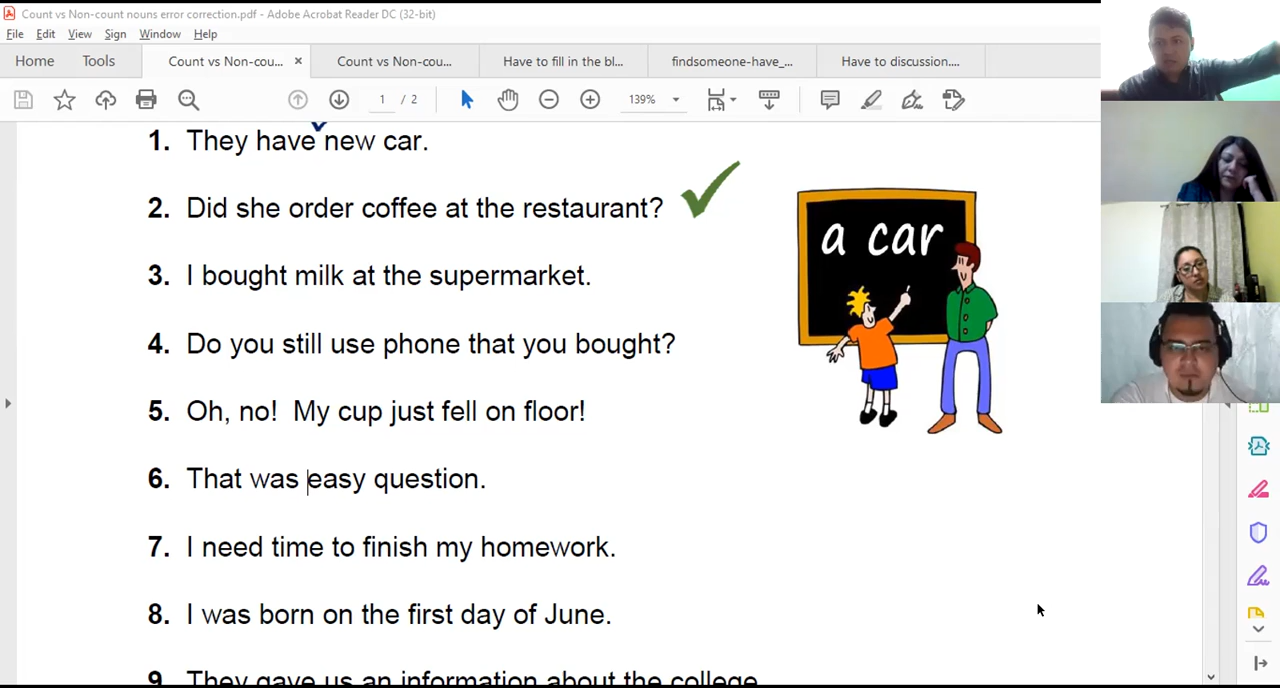 Count vs Non-count nouns error correction.pdf - Adobe Acrobat Reader DC (32-bit)
File Edit View Sign Window Help
Home Tools Count vs Non-cou... × Count vs Non-cou... Have to fill in the bl... findsomeone-have_... Have to discussion....
1 / 2 139%
1. They have new car.
2. Did she order coffee at the restaurant?
a car
3. I bought milk at the supermarket.
4. Do you still use phone that you bought?
5. Oh, no! My cup just fell on floor!
6. That was easy question.
7. I need time to finish my homework.
8. I was born on the first day of June.
9. They gave us an information about the college